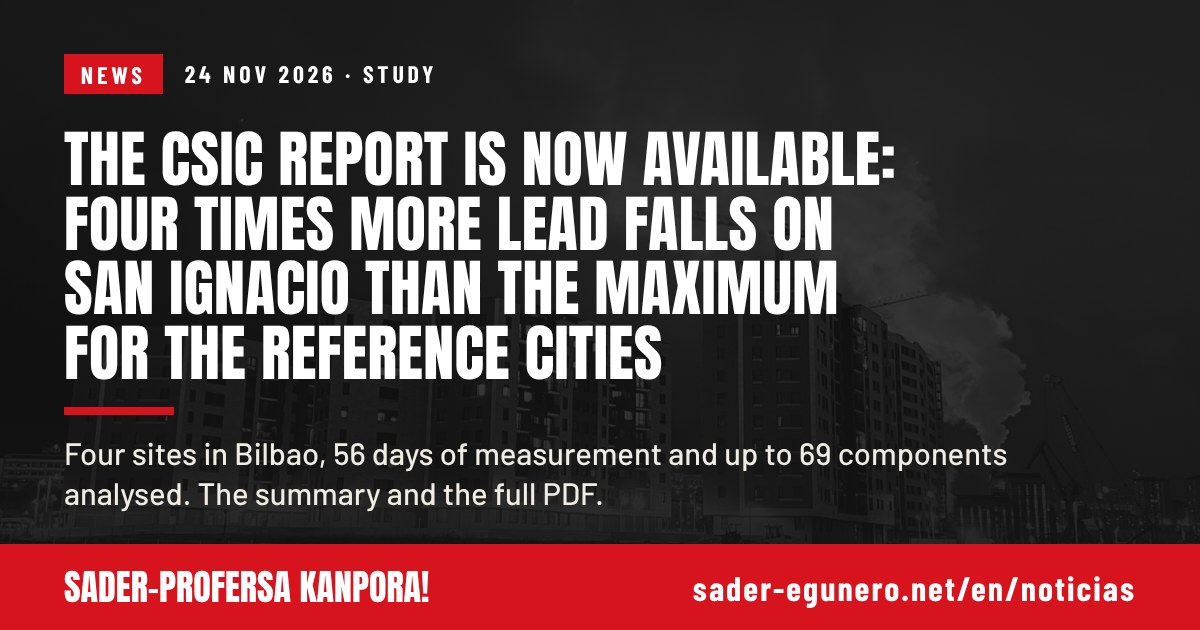 NEWS 24 NOV 2026 · STUDY
THE CSIC REPORT IS NOW AVAILABLE:
FOUR TIMES MORE LEAD FALLS ON
SAN IGNACIO THAN THE MAXIMUM
FOR THE REFERENCE CITIES
Four sites in Bilbao, 56 days of measurement and up to 69 components
analysed. The summary and the full PDF.
SADER-PROFERSA KANPORA! sader-egunero.net/en/noticias